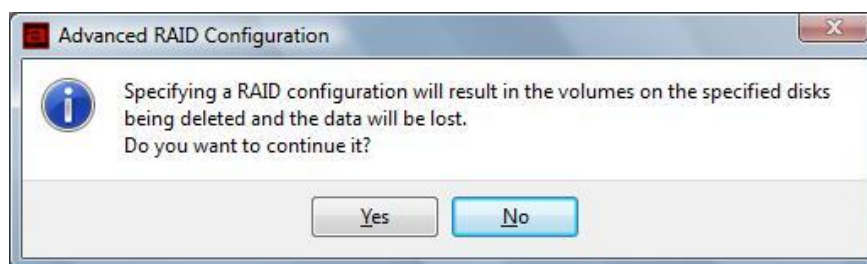 Advanced RAID Configuration
Specifying a RAID configuration will result in the volumes on the specified disks
being deleted and the data will be lost.
Do you want to continue it?
Yes
No